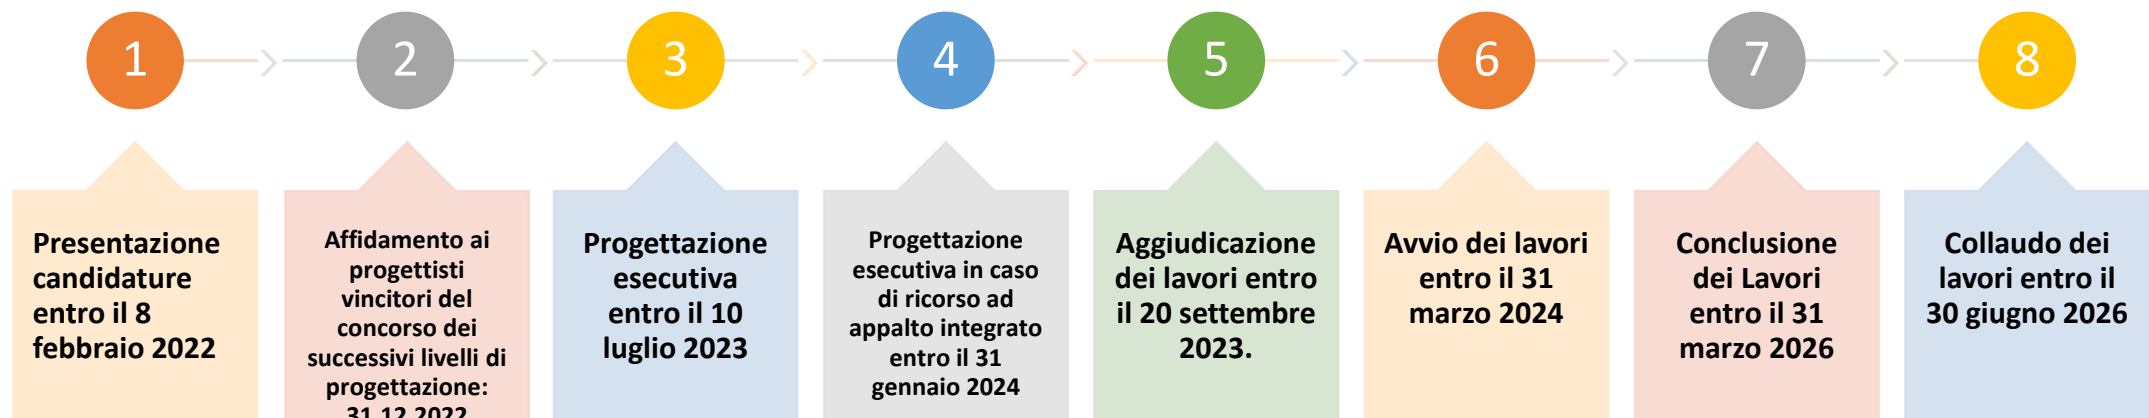 1
2
3
4
5
6
7
8
Presentazione
candidature
entro il 8
febbraio 2022
Affidamento ai
progettisti
vincitori del
concorso dei
successivi livelli di
progettazione:
31.12.2022
Progettazione
esecutiva
entro il 10
luglio 2023
Progettazione
esecutiva in caso
di ricorso ad
appalto integrato
entro il 31
gennaio 2024
Aggiudicazione
dei lavori entro
il 20 settembre
2023.
Avvio dei lavori
entro il 31
marzo 2024
Conclusione
dei Lavori
entro il 31
marzo 2026
Collaudo dei
lavori entro il
30 giugno 2026